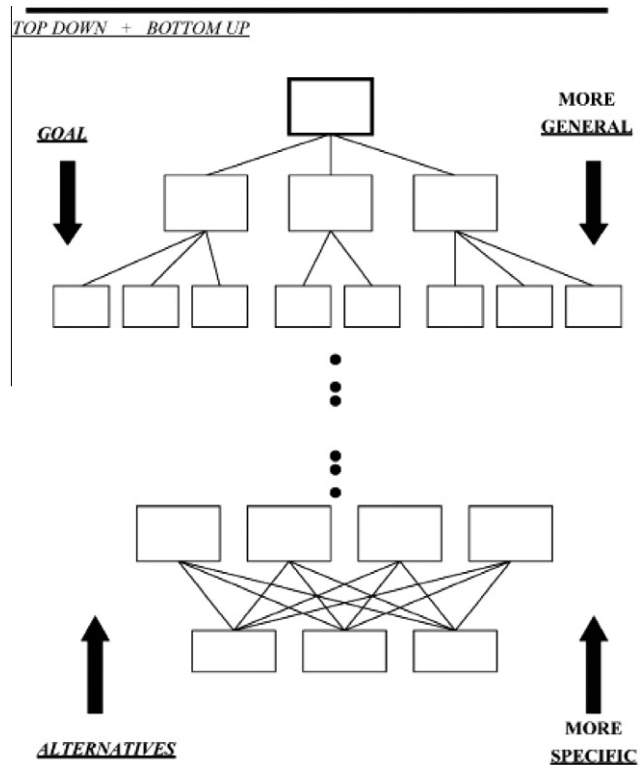 TOP DOWN + BOTTOM UP
GOAL
MORE
GENERAL
ALTERNATIVES
MORE
SPECIFIC